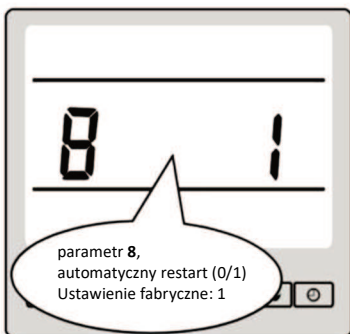 8 1
parametr 8,
automatyczny restart (0/1)
Ustawienie fabryczne: 1